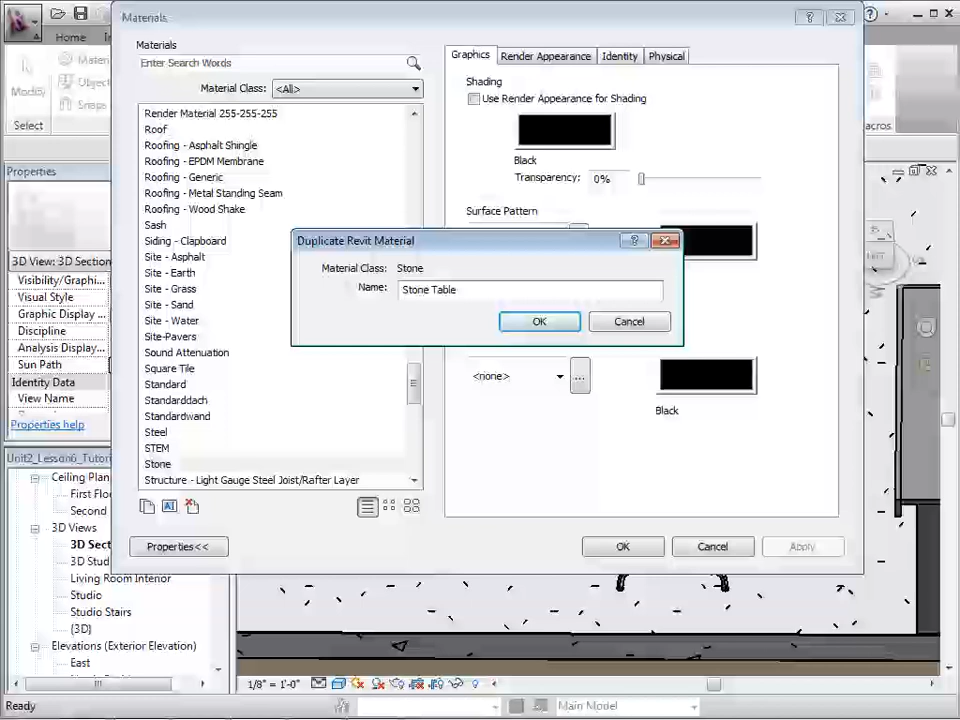 Materials
Home
Materials
Enter Search Words
Material Class: <All>
Render Material 255-255-255
Roof
Roofing - Asphalt Shingle
Roofing - EPDM Membrane
Roofing - Generic
Roofing - Metal Standing Seam
Roofing - Wood Shake
Sash
Siding - Clapboard
Site - Asphalt
Site - Earth
Site - Grass
Site - Sand
Site - Water
Site-Pavers
Sound Attenuation
Square Tile
Standard
Standarddach
Standardwand
Steel
STEM
Stone
Structure - Light Gauge Steel Joist/Rafter Layer
Properties<<
Graphics
Render Appearance
Identity
Physical
Shading
Use Render Appearance for Shading
Black
Transparency: 0%
Surface Pattern
<none>
...
Black
OK
Cancel
Apply
Duplicate Revit Material
Material Class: Stone
Name: Stone Table
OK
Cancel
Modify
Mater
Object
Snaps
Select
acros
Properties
3D View: 3D Section
Visibility/Graphi...
Visual Style
Graphic Display ...
Discipline
Analysis Display...
Sun Path
Identity Data
View Name
Properties help
Unit2_Lesson6_Tutori
Ceiling Plan
First Floo
Second
3D Views
3D Sect
3D Stud
Living Room Interior
Studio
Studio Stairs
{3D}
Elevations (Exterior Elevation)
East
1/8" = 1'-0"
Ready
Main Model